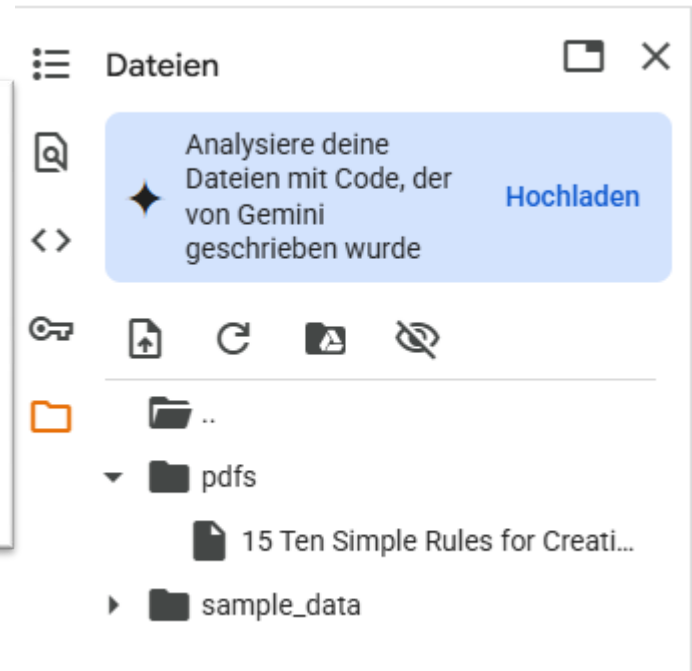 Dateien
Analysiere deine
Dateien mit Code, der
von Gemini
geschrieben wurde
Hochladen
..
pdfs
15 Ten Simple Rules for Creati...
sample_data